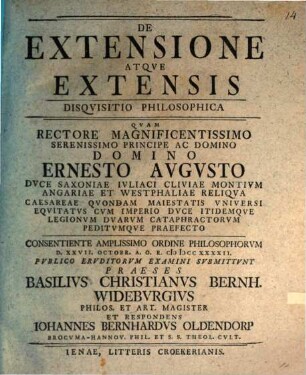 14
DE
EXTENSIONE
ATQVE
EXTENSIS
DISQVISITIO PHILOSOPHICA
QVAM
RECTORE MAGNIFICENTISSIMO
SERENISSIMO PRINCIPE AC DOMINO
DOMINO
ERNESTO AVGVSTO
DVCE SAXONIAE IVLIACI CLIVIAE MONTIVM
ANGARIAE ET WESTPHALIAE RELIQVA
CAESAREAE QVONDAM MAIESTATIS VNIVERSI
EQVITATVS CVM IMPERIO DVCE ITIDEMQVE
LEGIONVM DVARVM CATAPHRACTORVM
PEDITVMQVE PRAEFECTO
CONSENTIENTE AMPLISSIMO ORDINE PHILOSOPHORVM
D. XXVII. OCTOBR. A. O. R. cIɔIɔCC XXXXII.
PVBLICO ERVDITORVM EXAMINI SVBMITTVNT
PRAESES
BASILIVS CHRISTIANVS BERNH.
WIDEBVRGIVS
PHILOS. ET ART. MAGISTER
ET RESPONDENS
IOHANNES BERNHARDVS OLDENDORP
BROCVMA-HANNOV. PHIL. ET S. S. THEOL. CVLT.
IENAE, LITTERIS CROEKERIANIS.